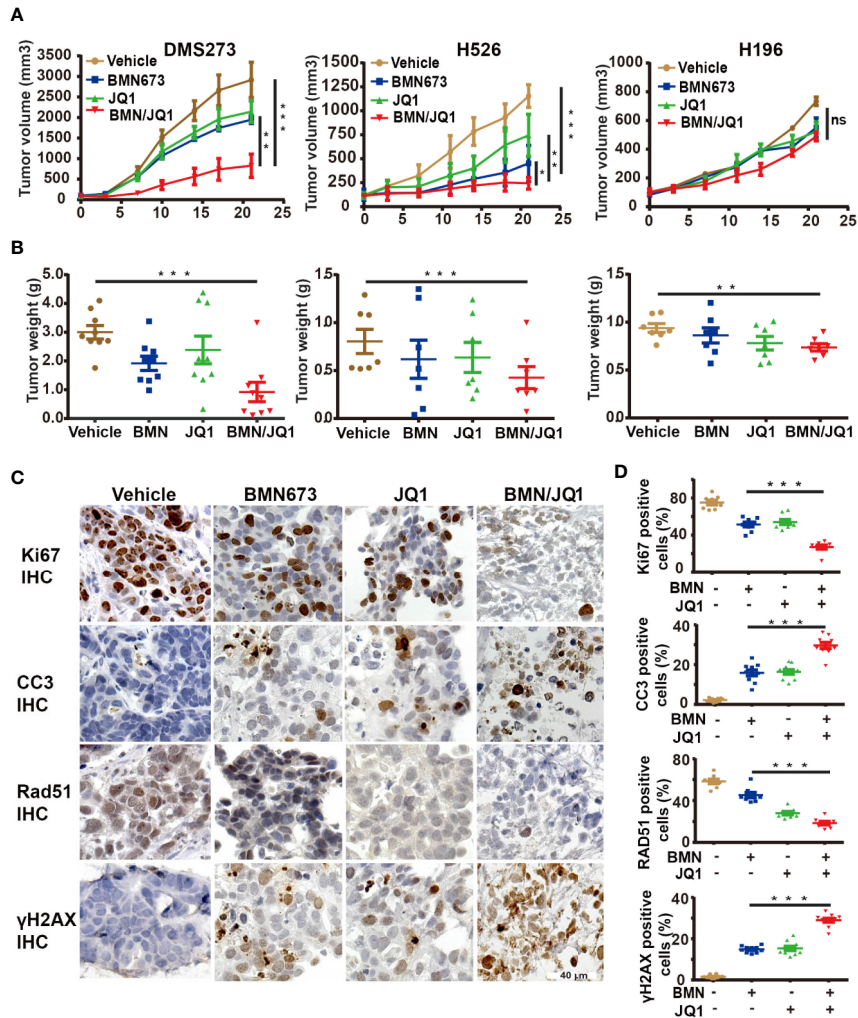 A
DMS273
H526
H196
Tumor volume (mm3)
3500
3000
2500
2000
1500
1000
500
0
0 5 10 15 20 25
Vehicle
BMN673
JQ1
BMN/JQ1
* * *
* *
Tumor volume (mm3)
1500
1250
1000
750
500
250
0
0 5 10 15 20 25
Vehicle
BMN673
JQ1
BMN/JQ1
* * *
* *
*
Tumor volume (mm3)
1000
800
600
400
200
0
0 5 10 15 20 25
Vehicle
BMN673
JQ1
BMN/JQ1
ns
B
Tumor weight (g)
5.0
4.0
3.0
2.0
1.0
0.0
* * *
Vehicle BMN JQ1 BMN/JQ1
Tumor weight (g)
1.5
1.0
0.5
0.0
* * *
Vehicle BMN JQ1 BMN/JQ1
Tumor weight (g)
1.5
1.0
0.5
0.0
* *
Vehicle BMN JQ1 BMN/JQ1
C
Vehicle BMN673 JQ1 BMN/JQ1
Ki67
IHC
CC3
IHC
Rad51
IHC
γH2AX
IHC
40 μm
D
Ki67 positive
cells (%)
80
40
0
* * *
BMN - + - +
JQ1 - - + +
CC3 positive
cells (%)
40
20
0
* * *
BMN - + - +
JQ1 - - + +
RAD51 positive
cells (%)
80
40
0
* * *
BMN - + - +
JQ1 - - + +
γH2AX positive
cells (%)
40
20
0
* * *
BMN - + - +
JQ1 - - + +